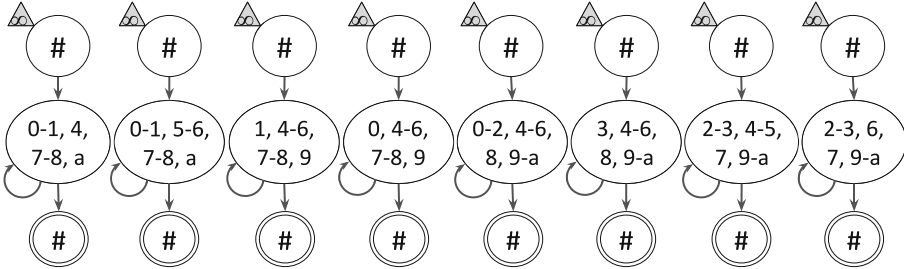 ∞ ∞ ∞ ∞ ∞ ∞ ∞ ∞
# # # # # # # #
0-1, 4, 0-1, 5-6, 1, 4-6, 0, 4-6, 0-2, 4-6, 3, 4-6, 2-3, 4-5, 2-3, 6,
7-8, a 7-8, a 7-8, 9 7-8, 9 8, 9-a 8, 9-a 7, 9-a 7, 9-a
# # # # # # # #